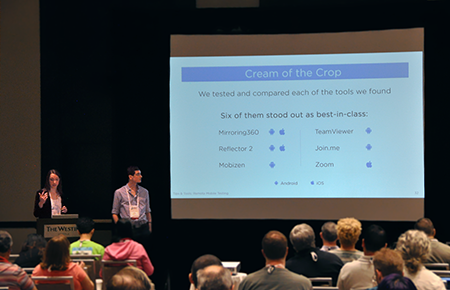 Cream of the Crop
We tested and compared each of the tools we found
Six of them stood out as best-in-class:
Mirroring360 TeamViewer
Reflector 2 Join.me
Mobizen Zoom
Android iOS
THE WESTIN